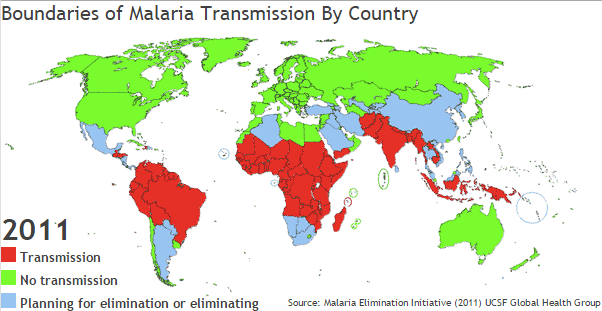 Boundaries of Malaria Transmission By Country
2011
Transmission
No transmission
Planning for elimination or eliminating
Source: Malaria Elimination Initiative (2011) UCSF Global Health Group